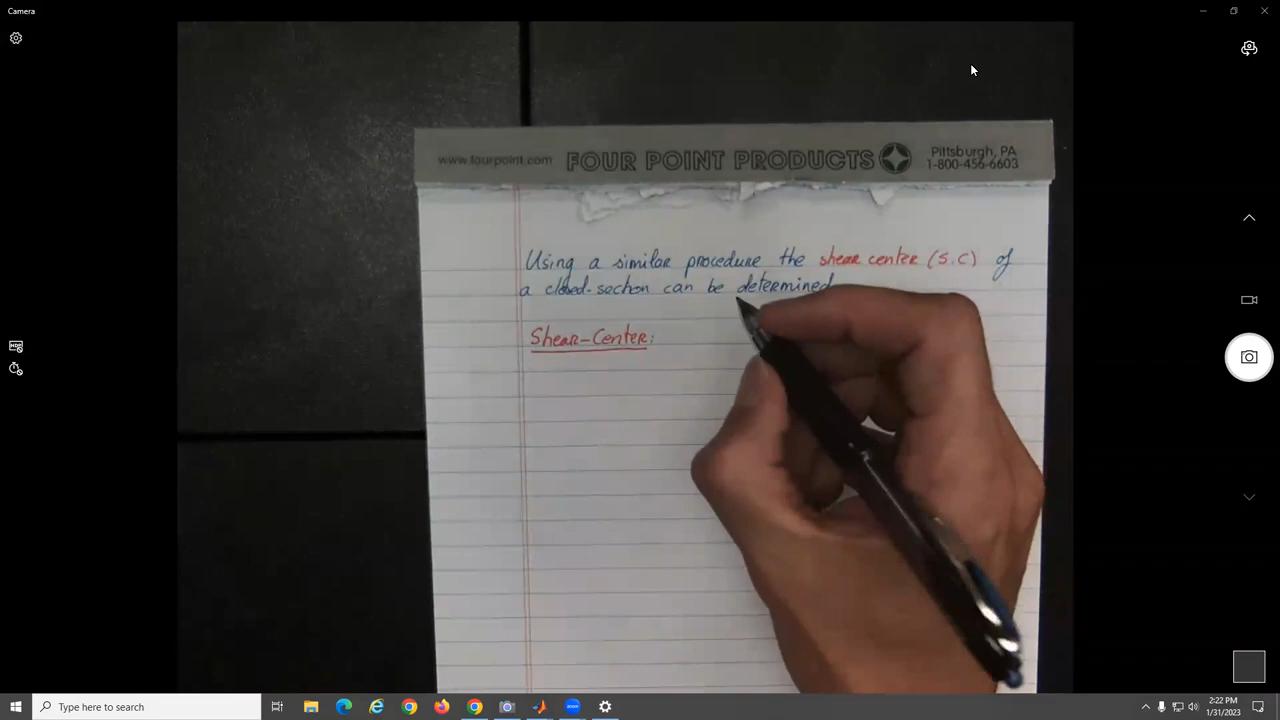 Camera
www.fourpoint.com FOUR POINT PRODUCTS Pittsburgh, PA
1-800-456-6603
Using a similar procedure the shear center (S.C) of
a closed-section can be determined
Shear-Center:
Type here to search
2:22 PM
1/31/2023